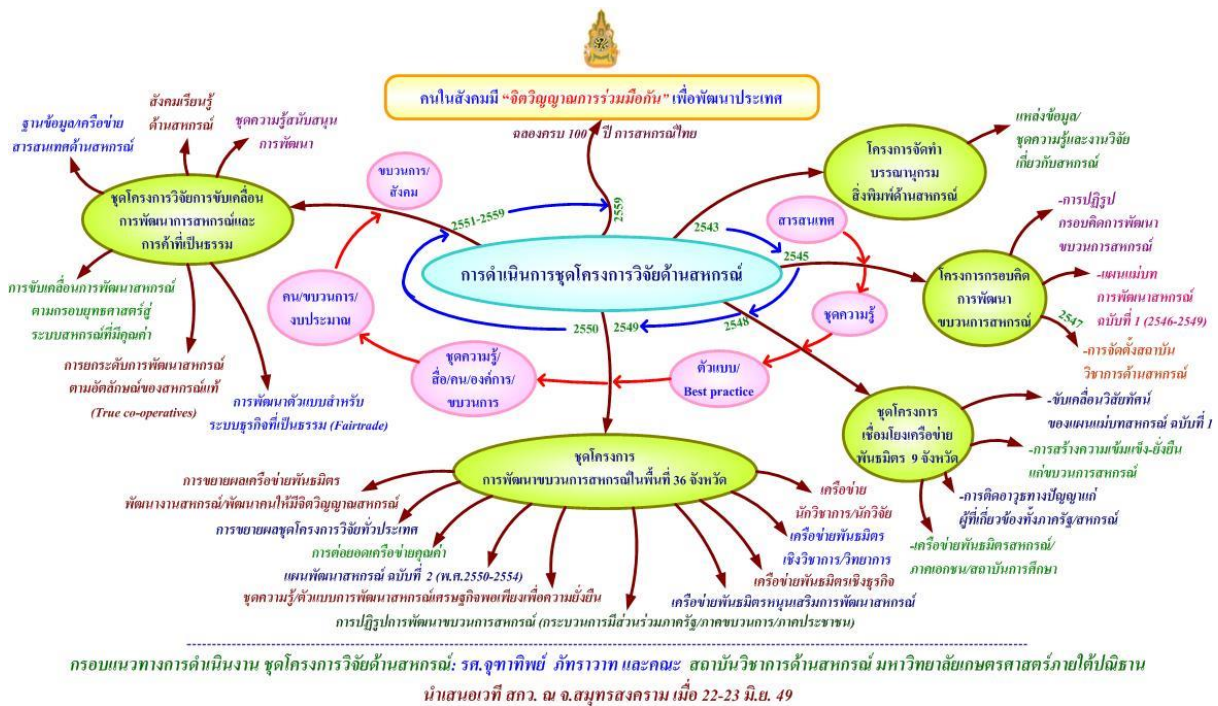 คนในสังคมมี “จิตวิญญาณการร่วมมือกัน” เพื่อพัฒนาประเทศ
ฉลองครบ 100 ปี การสหกรณ์ไทย
ฐานข้อมูล/เครือข่าย
สารสนเทศด้านสหกรณ์
สังคมเรียนรู้
ด้านสหกรณ์
ชุดความรู้สนับสนุน
การพัฒนา
ชุดโครงการวิจัยการขับเคลื่อน
การพัฒนาการสหกรณ์และ
การค้าที่เป็นธรรม
การขับเคลื่อนการพัฒนาสหกรณ์
ตามกรอบยุทธศาสตร์สู่
ระบบสหกรณ์ที่มีคุณค่า
การยกระดับการพัฒนาสหกรณ์
ตามอัตลักษณ์ของสหกรณ์แท้
(True co-operatives)
การพัฒนาตัวแบบสำหรับ
ระบบธุรกิจที่เป็นธรรม (Fairtrade)
ขบวนการ/
สังคม
2551-2559
2559
2543
2545
สารสนเทศ
การดำเนินการชุดโครงการวิจัยด้านสหกรณ์
2550
2549
2548
คน/ขบวนการ/
งบประมาณ
ชุดความรู้/
สื่อ/คน/องค์การ/
ขบวนการ
ตัวแบบ/
Best practice
ชุดความรู้
โครงการจัดทำ
บรรณานุกรม
สิ่งพิมพ์ด้านสหกรณ์
แหล่งข้อมูล/
ชุดความรู้และงานวิจัย
เกี่ยวกับสหกรณ์
โครงการกรอบคิด
การพัฒนา
ขบวนการสหกรณ์
-การปฏิรูป
กรอบคิดการพัฒนา
ขบวนการสหกรณ์
-แผนแม่บท
การพัฒนาสหกรณ์
ฉบับที่ 1 (2546-2549)
2547
-การจัดตั้งสถาบัน
วิชาการด้านสหกรณ์
ชุดโครงการ
เชื่อมโยงเครือข่าย
พันธมิตร 9 จังหวัด
-ขับเคลื่อนวิสัยทัศน์
ของแผนแม่บทสหกรณ์ ฉบับที่ 1
-การสร้างความเข้มแข็ง-ยั่งยืน
แก่ขบวนการสหกรณ์
-การติดอาวุธทางปัญญาแก่
ผู้ที่เกี่ยวข้องทั้งภาครัฐ/สหกรณ์
-เครือข่ายพันธมิตรสหกรณ์/
ภาคเอกชน/สถาบันการศึกษา
ชุดโครงการ
การพัฒนาขบวนการสหกรณ์ในพื้นที่ 36 จังหวัด
การขยายผลเครือข่ายพันธมิตร
พัฒนางานสหกรณ์/พัฒนาคนให้มีจิตวิญญาณสหกรณ์
การขยายผลชุดโครงการวิจัยทั่วประเทศ
การต่อยอดเครือข่ายคุณค่า
แผนพัฒนาสหกรณ์ ฉบับที่ 2 (พ.ศ.2550-2554)
ชุดความรู้/ตัวแบบการพัฒนาสหกรณ์เศรษฐกิจพอเพียงเพื่อความยั่งยืน
การปฏิรูปการพัฒนาขบวนการสหกรณ์ (กระบวนการมีส่วนร่วมภาครัฐ/ภาคขบวนการ/ภาคประชาชน)
เครือข่าย
นักวิชาการ/นักวิจัย
เครือข่ายพันธมิตร
เชิงวิชาการ/วิทยาการ
เครือข่ายพันธมิตรเชิงธุรกิจ
เครือข่ายพันธมิตรหนุนเสริมการพัฒนาสหกรณ์
กรอบแนวทางการดำเนินงาน ชุดโครงการวิจัยด้านสหกรณ์: รศ.จุฑาทิพย์ ภัทราวาท และคณะ สถาบันวิชาการด้านสหกรณ์ มหาวิทยาลัยเกษตรศาสตร์ภายใต้ปณิธาน
นำเสนอเวที สกว. ณ จ.สมุทรสงคราม เมื่อ 22-23 มิ.ย. 49